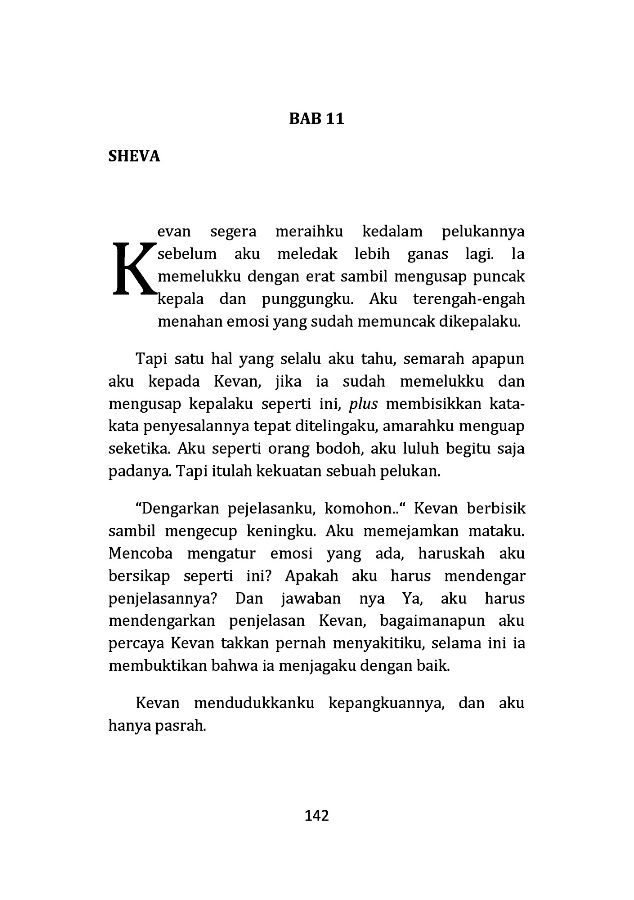 BAB 11
SHEVA
Kevan segera meraihku kedalam pelukannya
sebelum aku meledak lebih ganas lagi. Ia
memelukku dengan erat sambil mengusap puncak
kepala dan punggungku. Aku terengah-engah
menahan emosi yang sudah memuncak dikepalaku.
Tapi satu hal yang selalu aku tahu, semarah apapun
aku kepada Kevan, jika ia sudah memelukku dan
mengusap kepalaku seperti ini, plus membisikkan kata-
kata penyesalannya tepat ditelingaku, amarahku menguap
seketika. Aku seperti orang bodoh, aku luluh begitu saja
padanya. Tapi itulah kekuatan sebuah pelukan.
“Dengarkan pejelasanku, komohon..“ Kevan berbisik
sambil mengecup keningku. Aku memejamkan mataku.
Mencoba mengatur emosi yang ada, haruskah aku
bersikap seperti ini? Apakah aku harus mendengar
penjelasannya? Dan jawaban nya Ya, aku harus
mendengarkan penjelasan Kevan, bagaimanapun aku
percaya Kevan takkan pernah menyakitiku, selama ini ia
membuktikan bahwa ia menjagaku dengan baik.
Kevan mendudukkanku kepangkuannya, dan aku
hanya pasrah.
142